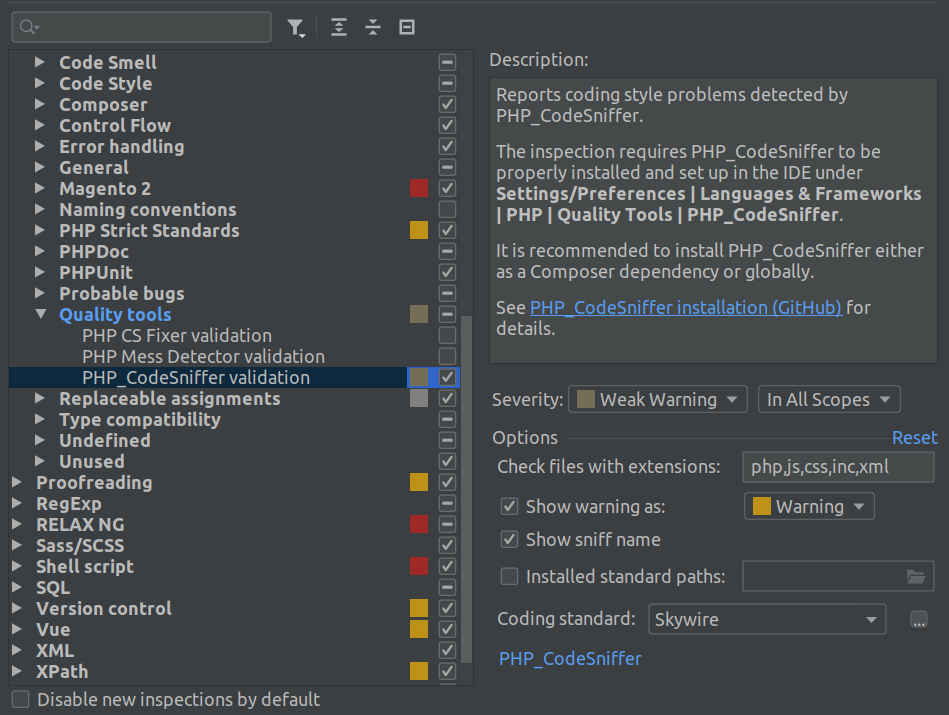 Code Smell
Code Style
Composer
Control Flow
Error handling
General
Magento 2
Naming conventions
PHP Strict Standards
PHPDoc
PHPUnit
Probable bugs
Quality tools
PHP CS Fixer validation
PHP Mess Detector validation
PHP_CodeSniffer validation
Replaceable assignments
Type compatibility
Undefined
Unused
Proofreading
RegExp
RELAX NG
Sass/SCSS
Shell script
SQL
Version control
Vue
XML
XPath
Disable new inspections by default
Description:
Reports coding style problems detected by
PHP_CodeSniffer.
The inspection requires PHP_CodeSniffer to be
properly installed and set up in the IDE under
Settings/Preferences | Languages & Frameworks
| PHP | Quality Tools | PHP_CodeSniffer.
It is recommended to install PHP_CodeSniffer either
as a Composer dependency or globally.
See PHP_CodeSniffer installation (GitHub) for
details.
Severity: Weak Warning In All Scopes
Options Reset
Check files with extensions: php,js,css,inc,xml
Show warning as: Warning
Show sniff name
Installed standard paths:
Coding standard: Skywire ...
PHP_CodeSniffer